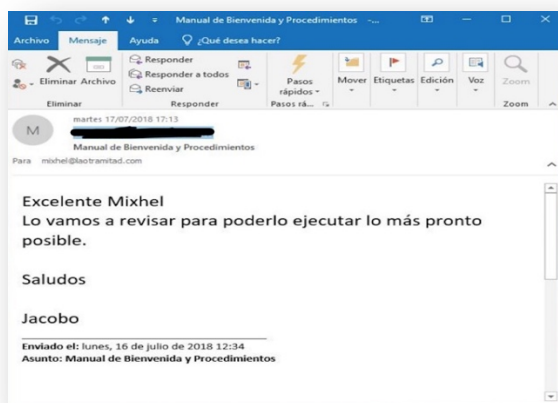 Manual de Bienvenida y Procedimientos -...
Archivo Mensaje Ayuda ¿Qué desea hacer?
Eliminar Archivo
Responder
Responder a todos
Reenviar
Pasos rápidos
Mover
Etiquetas
Edición
Voz
Zoom
Eliminar Responder Pasos rá... Zoom
martes 17/07/2018 17:13
M
Manual de Bienvenida y Procedimientos
Para mixhel@laotramitad.com
Excelente Mixhel
Lo vamos a revisar para poderlo ejecutar lo más pronto
posible.
Saludos
Jacobo
Enviado el: lunes, 16 de julio de 2018 12:34
Asunto: Manual de Bienvenida y Procedimientos